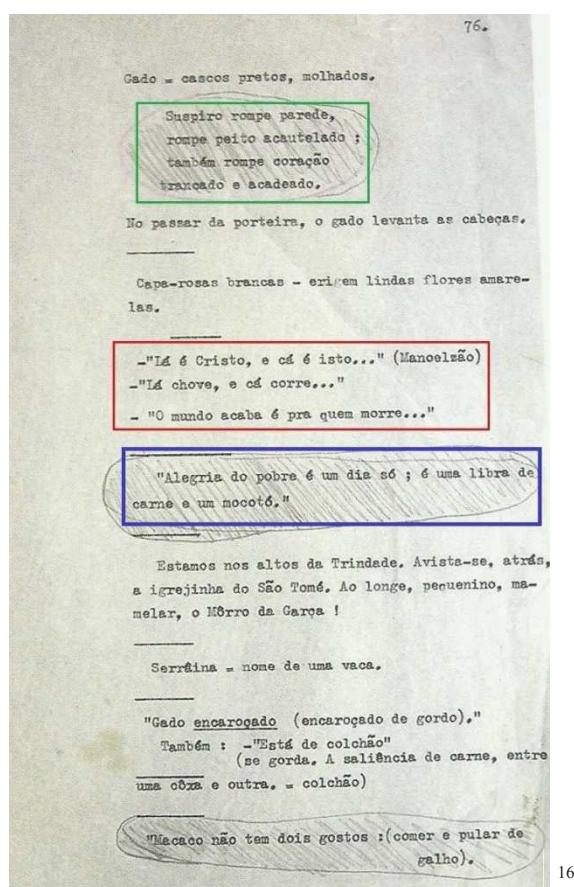 76.
Gado = cascos pretos, molhados.
Suspiro rompe parede,
rompe peito acautelado ;
também rompe coração
trancado e acadeado.
No passar da porteira, o gado levanta as cabeças.
Capa-rosas brancas - erigem lindas flores amare-
las.
-"Lá é Cristo, e cá é isto..." (Manoelzão)
-"Lá chove, e cá corre..."
- "O mundo acaba é pra quem morre..."
"Alegria do pobre é um dia só ; é uma libra de
carne e um mocotó."
Estamos nos altos da Trindade. Avista-se, atrás,
a igrejinha do São Tomé. Ao longe, pequenino, ma-
melar, o Môrro da Garça !
Serrâina = nome de uma vaca.
"Gado encaroçado (encaroçado de gordo)."
Também : -"Está de colchão"
(se gorda. A saliência de carne, entre
uma côxa e outra. = colchão)
"Macaco não tem dois gostos :(comer e pular de
galho).
16